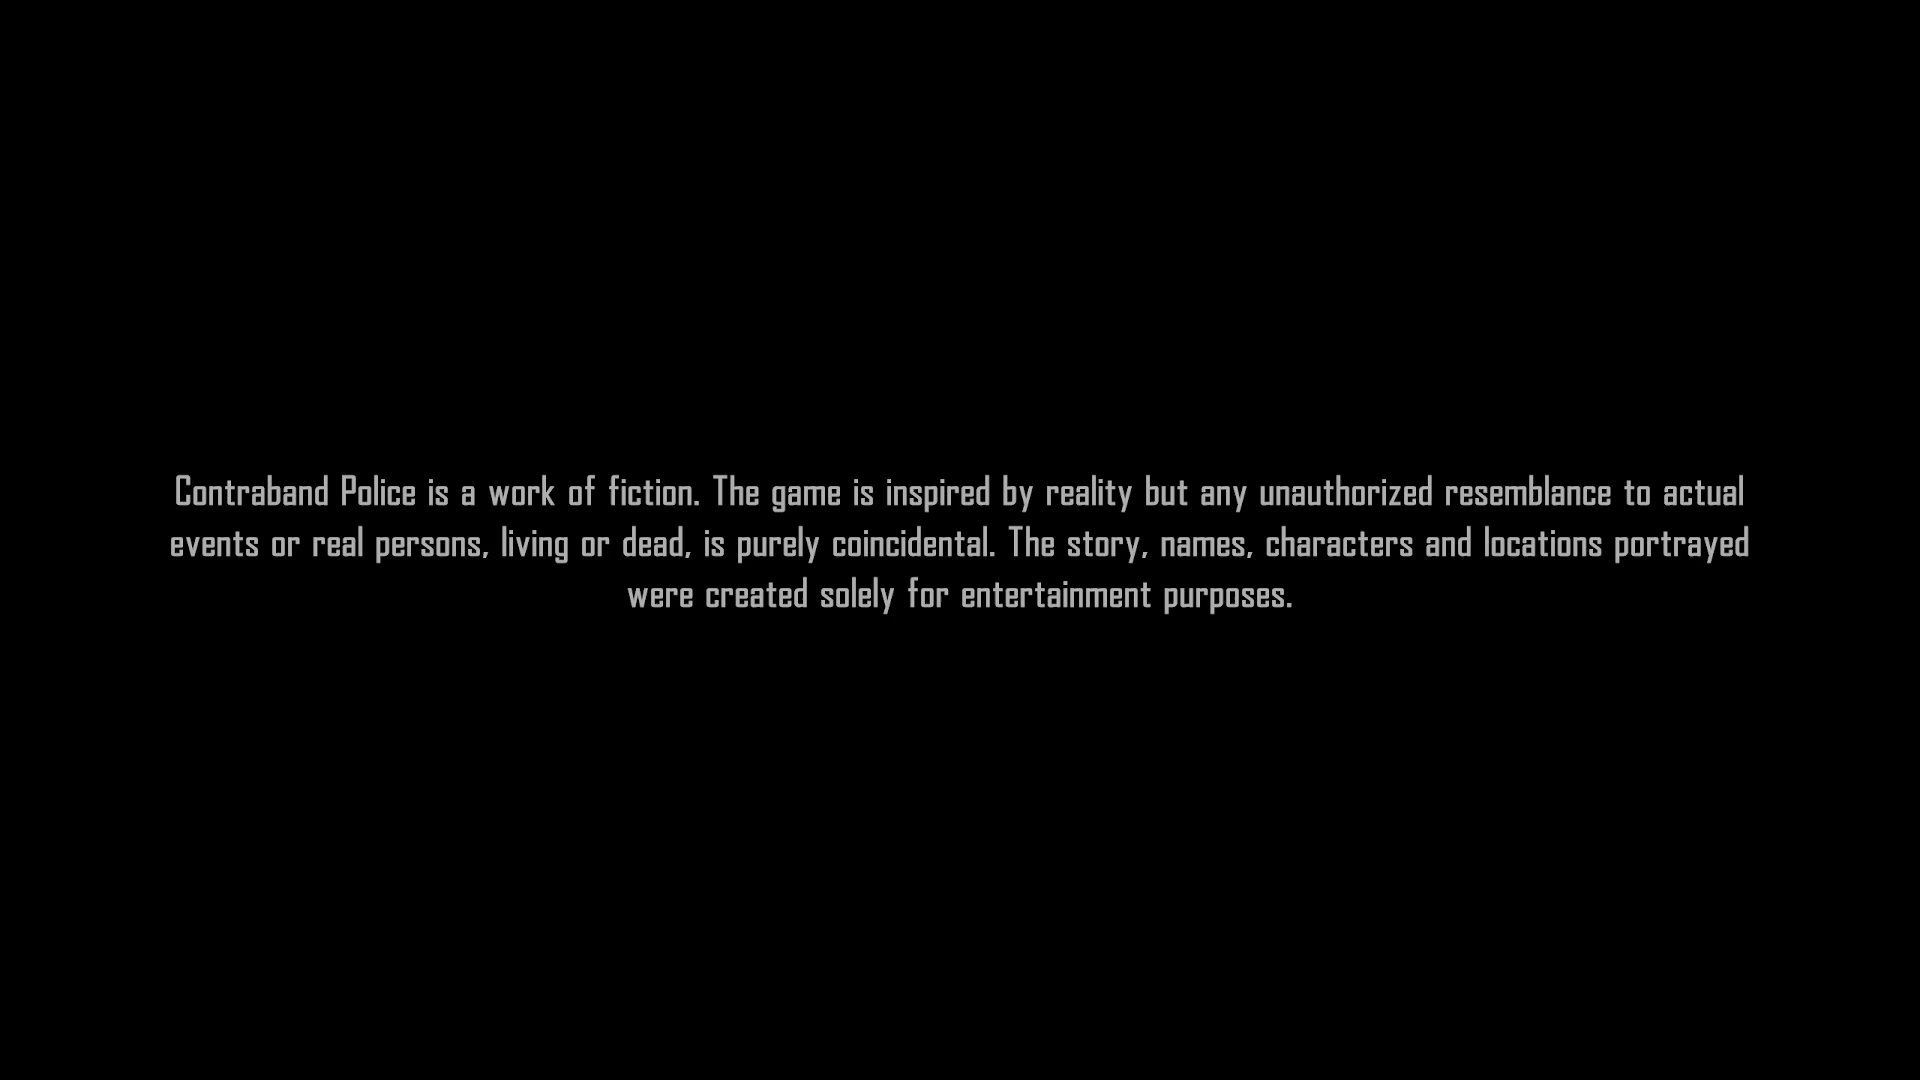 Contraband Police is a work of fiction. The game is inspired by reality but any unauthorized resemblance to actual
events or real persons, living or dead, is purely coincidental. The story, names, characters and locations portrayed
were created solely for entertainment purposes.